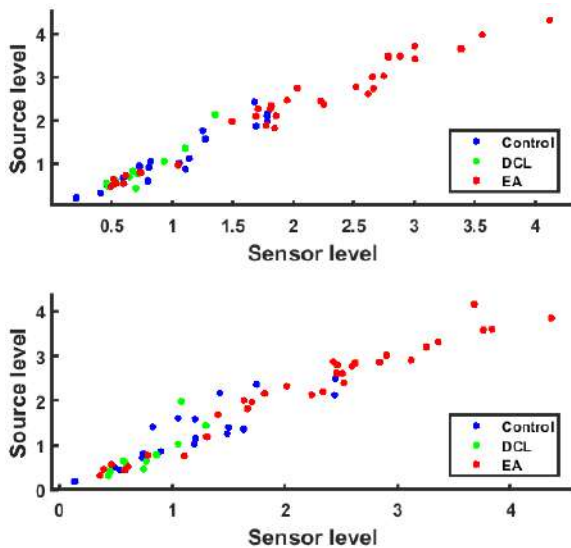 4
3
2
1
Source level
Control
DCL
EA
0.5 1 1.5 2 2.5 3 3.5 4
Sensor level
4
3
2
1
0
Source level
Control
DCL
EA
0 1 2 3 4
Sensor level